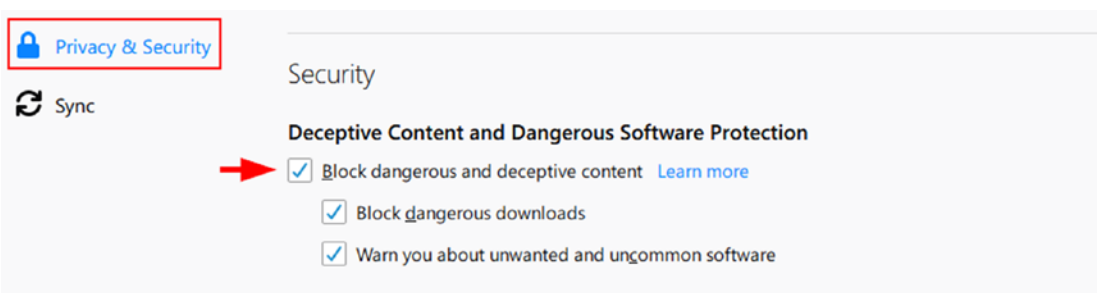 Privacy & Security
Sync
Security
Deceptive Content and Dangerous Software Protection
Block dangerous and deceptive content Learn more
Block dangerous downloads
Warn you about unwanted and uncommon software